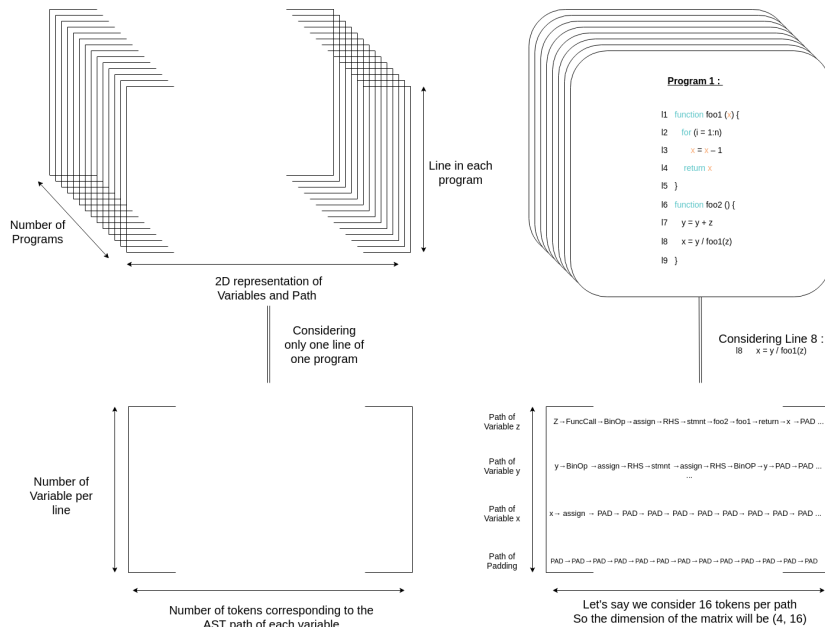 Program 1 :
l1 function foo1 (x) {
l2 for (i = 1:n)
l3 x = x – 1
l4 return x
l5 }
l6 function foo2 () {
l7 y = y + z
l8 x = y / foo1(z)
l9 }
Line in each
program
Number of
Programs
2D representation of
Variables and Path
Considering
only one line of
one program
Considering Line 8 :
l8 x = y / foo1(z)
Number of
Variable per
line
Number of tokens corresponding to the
AST path of each variable
Path of
Variable z
Z→FuncCall→BinOp→assign→RHS→stmnt→foo2→foo1→return→x →PAD ...
Path of
Variable y
y→BinOp →assign→RHS→stmnt →assign→RHS→BinOP→y→PAD→PAD ...
...
Path of
Variable x
x→ assign → PAD→ PAD→ PAD→ PAD→ PAD→ PAD→ PAD→ PAD→ PAD ...
Path of
Padding
PAD→PAD→PAD→PAD→PAD→PAD→PAD→PAD→PAD→PAD→PAD→PAD→PAD
Let's say we consider 16 tokens per path
So the dimension of the matrix will be (4, 16)